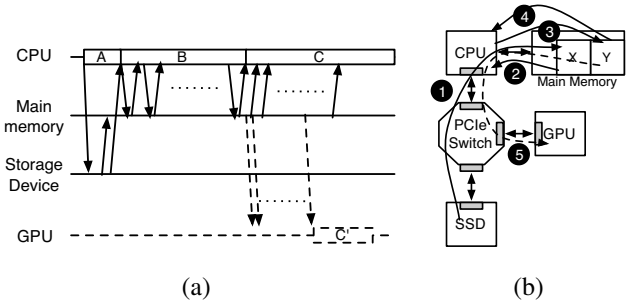 CPU
A
B
C
Main
memory
Storage
Device
GPU
C'
(a)
4
3
CPU
X
Y
2
Main Memory
1
PCIe
Switch
GPU
5
SSD
(b)